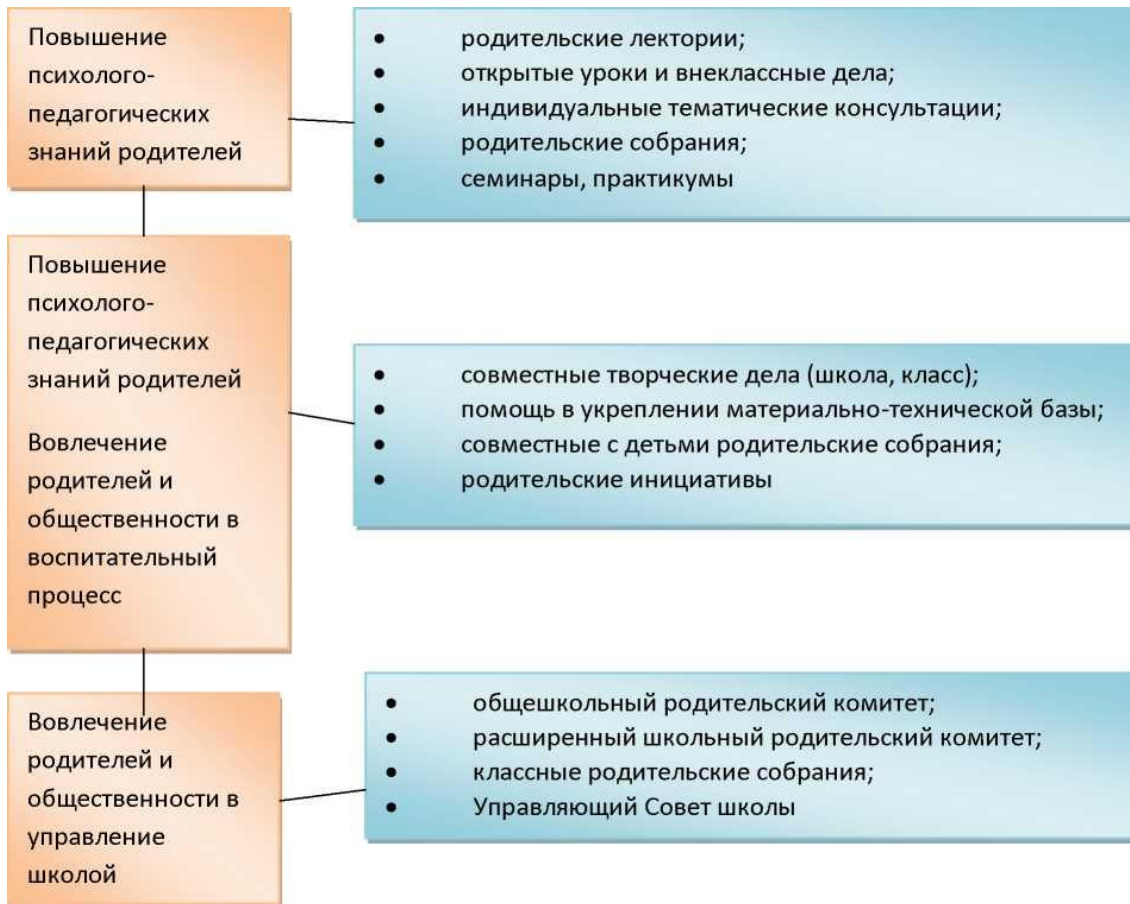 Повышение
психолого-
педагогических
знаний родителей
• родительские лектории;
• открытые уроки и внеклассные дела;
• индивидуальные тематические консультации;
• родительские собрания;
• семинары, практикумы
Повышение
психолого-
педагогических
знаний родителей
Вовлечение
родителей и
общественности в
воспитательный
процесс
• совместные творческие дела (школа, класс);
• помощь в укреплении материально-технической базы;
• совместные с детьми родительские собрания;
• родительские инициативы
Вовлечение
родителей и
общественности в
управление
школой
• общешкольный родительский комитет;
• расширенный школьный родительский комитет;
• классные родительские собрания;
• Управляющий Совет школы